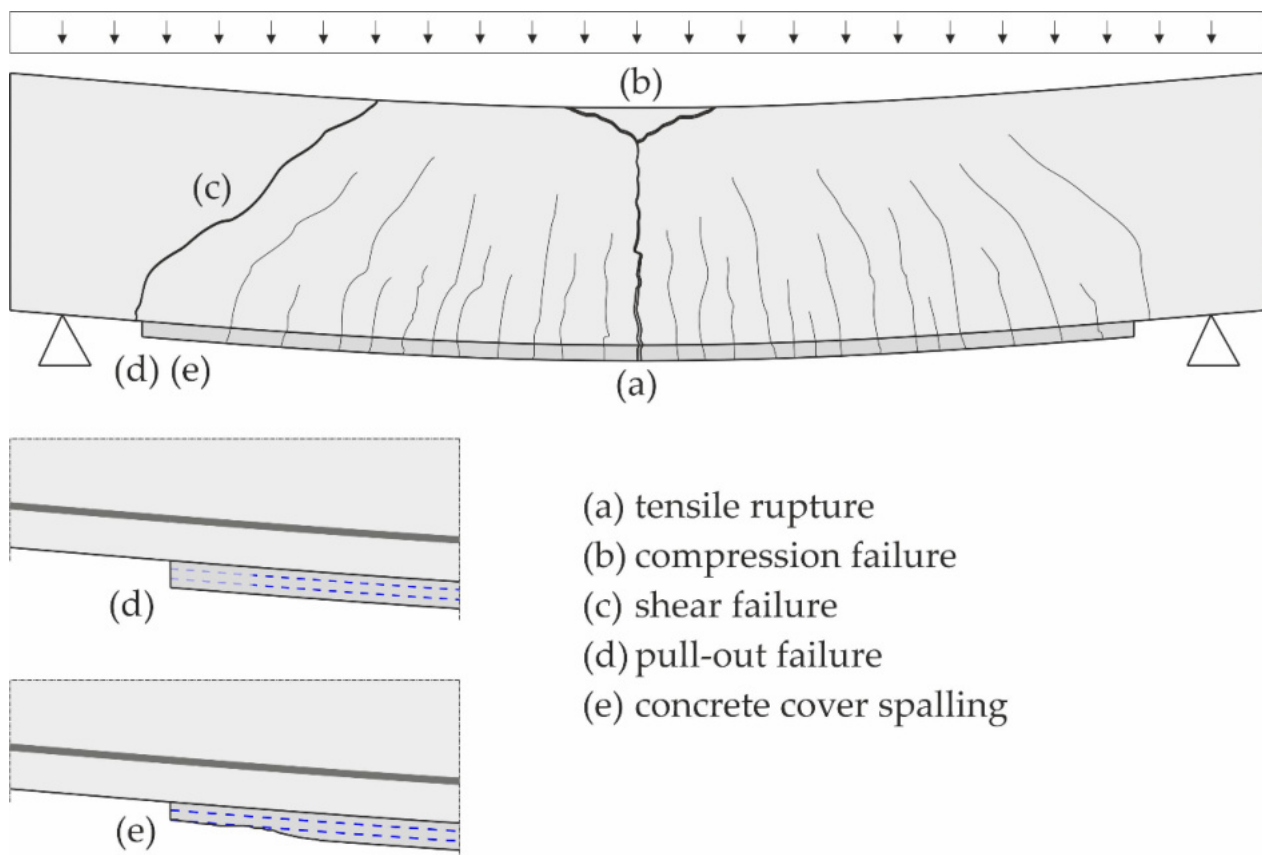 (b)
(c)
(d) (e)
(a)
(d)
(e)
(a) tensile rupture
(b) compression failure
(c) shear failure
(d) pull-out failure
(e) concrete cover spalling